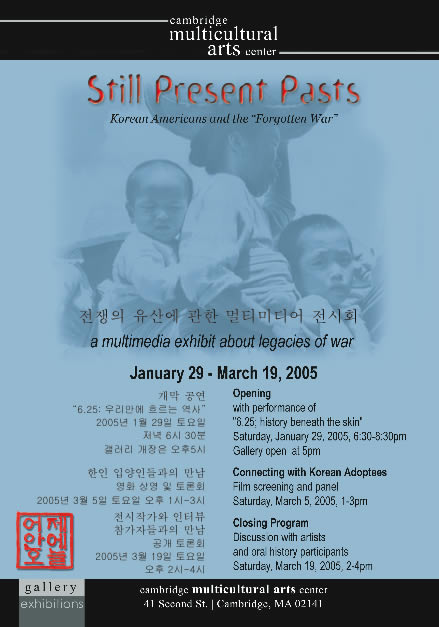 cambridge
multicultural
arts center
Still Present Pasts
Korean Americans and the "Forgotten War"
전쟁의 유산에 관한 멀티미디어 전시회
a multimedia exhibit about legacies of war
January 29 - March 19, 2005
개막 공연
"6.25: 우리안에 흐르는 역사"
2005년 1월 29일 토요일
저녁 6시 30분
갤러리 개장은 오후5시
한인 입양인들과의 만남
영화 상영 및 토론회
2005년 3월 5일 토요일 오후 1시-3시
전시작가와 인터뷰
참가자들과의 만남
공개 토론회
2005년 3월 19일 토요일
오후 2시-4시
Opening
with performance of
"6.25; history beneath the skin"
Saturday, January 29, 2005, 6:30-8:30pm
Gallery open at 5pm
Connecting with Korean Adoptees
Film screening and panel
Saturday, March 5, 2005, 1-3pm
Closing Program
Discussion with artists
and oral history participants
Saturday, March 19, 2005, 2-4pm
gallery
exhibitions
cambridge multicultural arts center
41 Second St. | Cambridge, MA 02141